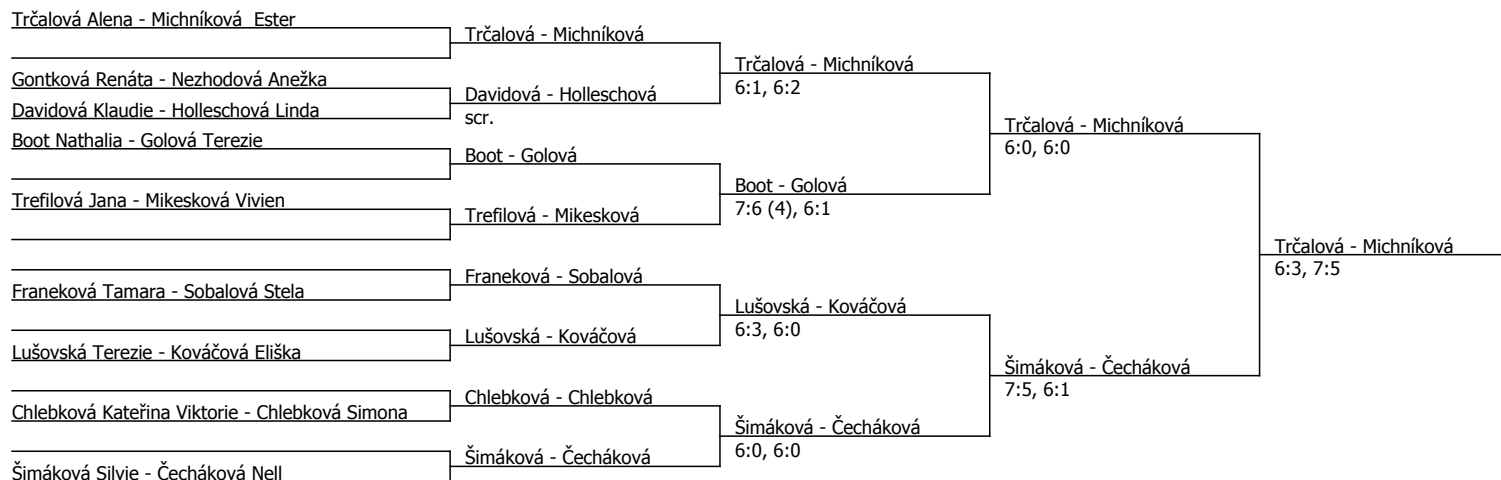 Trčalová Alena - Michníková  Ester
Gontková Renáta - Nezhodová Anežka
Davidová Klaudie - Holleschová Linda
Boot Nathalia - Golová Terezie
Trefilová Jana - Mikesková Vivien
Franeková Tamara - Sobalová Stela
Lušovská Terezie - Kováčová Eliška
Chlebková Kateřina Viktorie - Chlebková Simona
Šimáková Silvie - Čecháková Nell
Trčalová - Michníková
Davidová - Holleschová
scr.
Boot - Golová
Trefilová - Mikesková
Franeková - Sobalová
Lušovská - Kováčová
Chlebková - Chlebková
Šimáková - Čecháková
Trčalová - Michníková
6:1, 6:2
Boot - Golová
7:6 (4), 6:1
Lušovská - Kováčová
6:3, 6:0
Šimáková - Čecháková
6:0, 6:0
Trčalová - Michníková
6:0, 6:0
Šimáková - Čecháková
7:5, 6:1
Trčalová - Michníková
6:3, 7:5